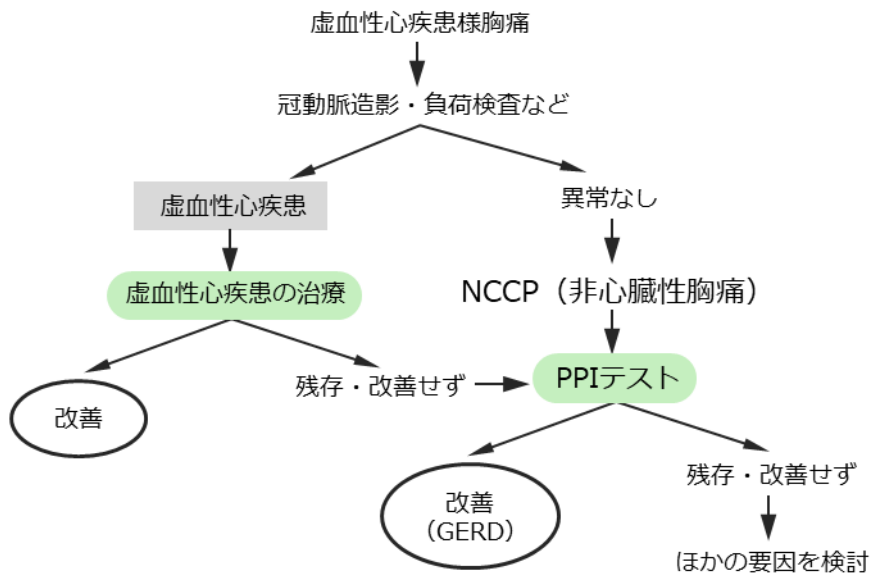 虚血性心疾患様胸痛
冠動脈造影・負荷検査など
虚血性心疾患
異常なし
虚血性心疾患の治療
NCCP（非心臓性胸痛）
残存・改善せず
PPIテスト
改善
改善
（GERD）
残存・改善せず
ほかの要因を検討